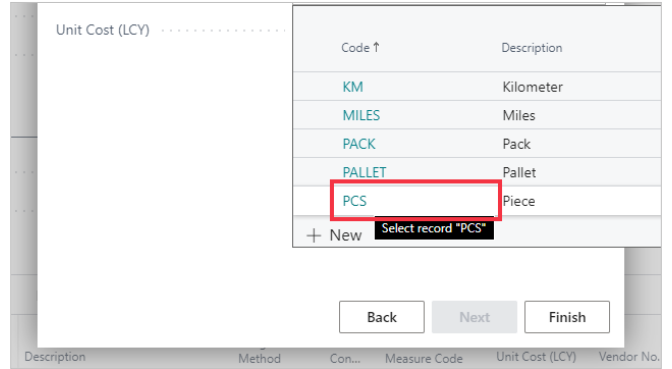 Unit Cost (LCY)
Code ↑ Description
KM Kilometer
MILES Miles
PACK Pack
PALLET Pallet
PCS Piece
Select record "PCS"
+ New
Back Next Finish
Description Method Con... Measure Code Unit Cost (LCY) Vendor No.